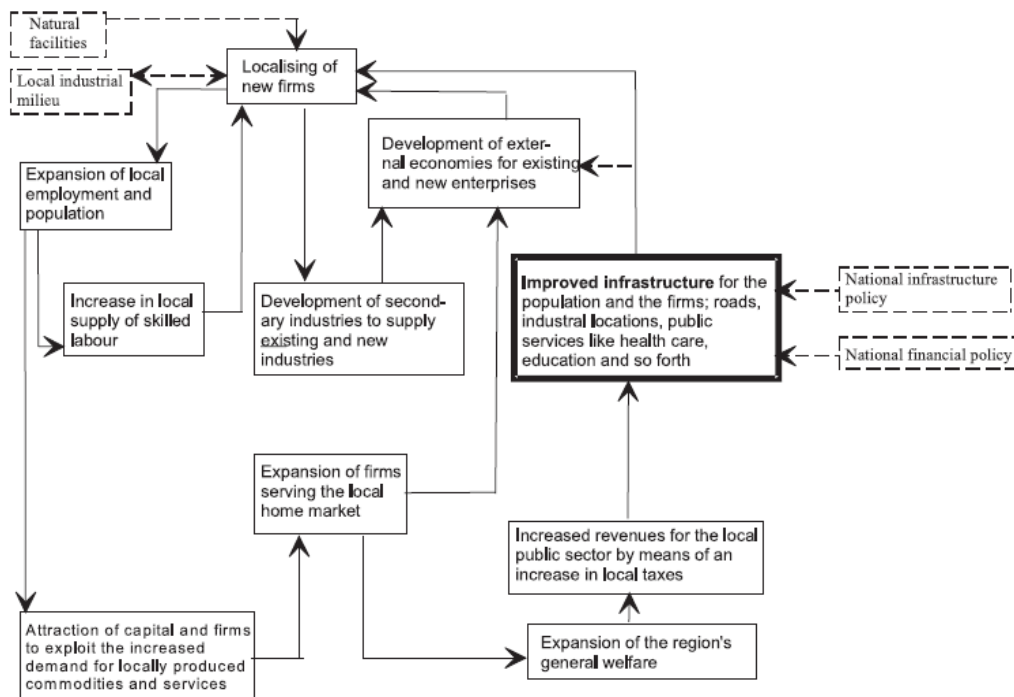 Natural
facilities
Localising of
new firms
Local industrial
milieu
Development of exter-
nal economies for existing
and new enterprises
Expansion of local
employment and
population
Improved infrastructure for the
population and the firms; roads,
industral locations, public
services like health care,
education and so forth
National infrastructure
policy
National financial policy
Increase in local
supply of skilled
labour
Development of second-
ary industries to supply
existing and new
industries
Expansion of firms
serving the local
home market
Increased revenues for the local
public sector by means of an
increase in local taxes
Attraction of capital and firms
to exploit the increased
demand for locally produced
commodities and services
Expansion of the region's
general welfare